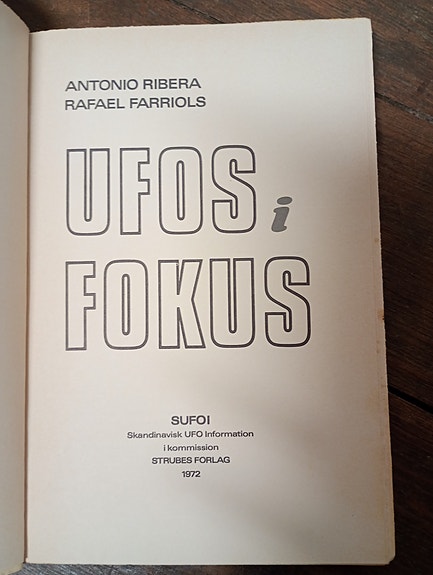 ANTONIO RIBERA
RAFAEL FARRIOLS
UFOS i
FOKUS
SUFOI
Skandinavisk UFO Information
i kommission
STRUBES FORLAG
1972